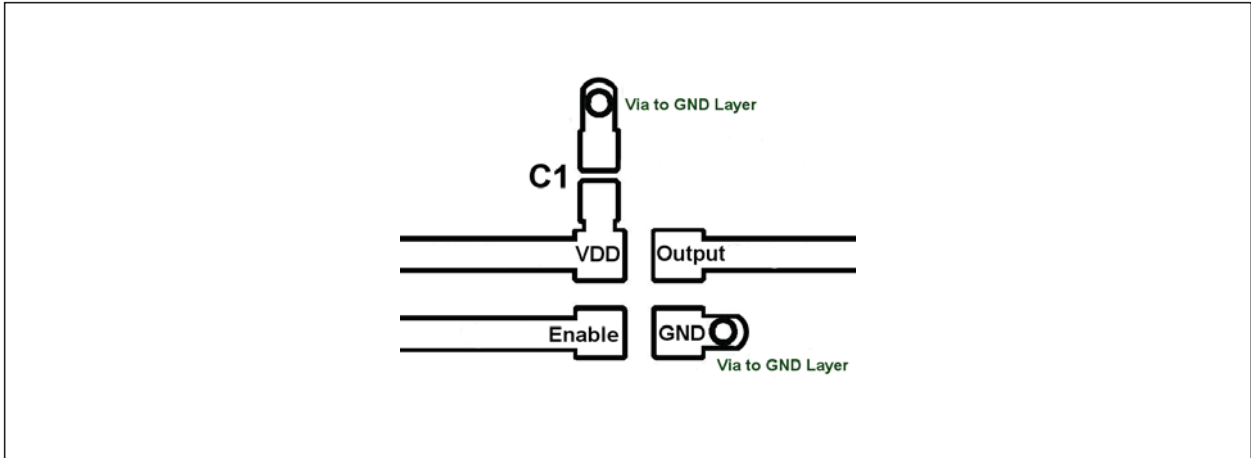 Via to GND Layer
C1
VDD
Output
Enable
GND
Via to GND Layer